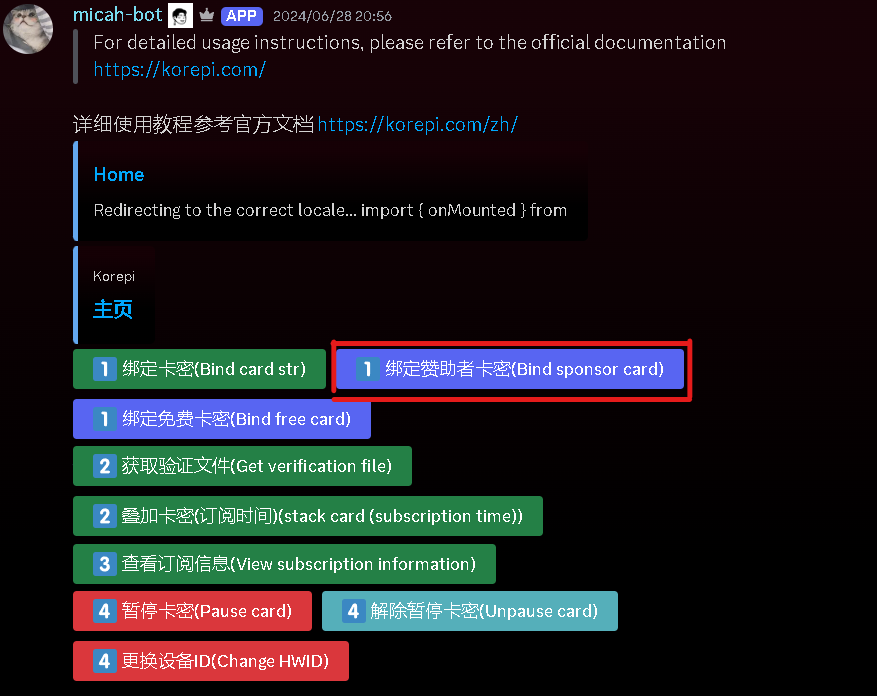 micah-bot APP 2024/06/28 20:56
For detailed usage instructions, please refer to the official documentation
https://korepi.com/
详细使用教程参考官方文档 https://korepi.com/zh/
Home
Redirecting to the correct locale... import { onMounted } from
Korepi
主页
1 绑定卡密(Bind card str) 1 绑定赞助者卡密(Bind sponsor card)
1 绑定免费卡密(Bind free card)
2 获取验证文件(Get verification file)
2 叠加卡密(订阅时间)(stack card (subscription time))
3 查看订阅信息(View subscription information)
4 暂停卡密(Pause card) 4 解除暂停卡密(Unpause card)
4 更换设备ID(Change HWID)